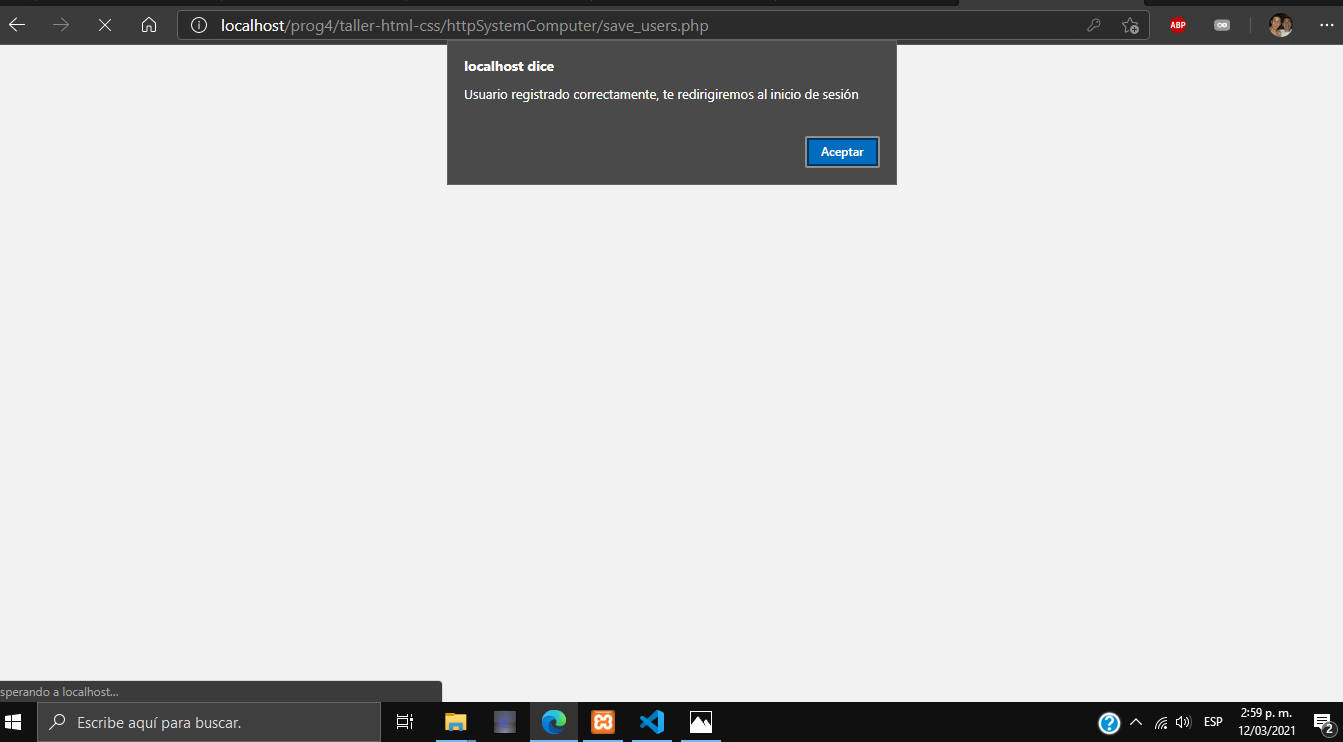 localhost/prog4/taller-html-css/httpSystemComputer/save_users.php
ABP
localhost dice
Usuario registrado correctamente, te redirigiremos al inicio de sesión
Aceptar
sperando a localhost...
Escribe aquí para buscar.
ESP
2:59 p. m.
12/03/2021
2